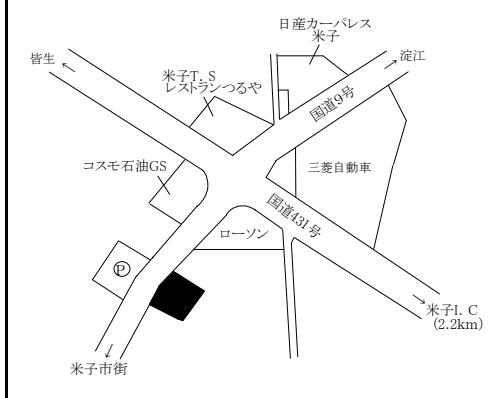 日産カーパレス
米子
皆生
←
淀江
→
米子T.S
レストランつるや
国道9号
コスモ石油GS
三菱自動車
国道431号
ローソン
P
→
米子I.C
(2.2km)
←
米子市街